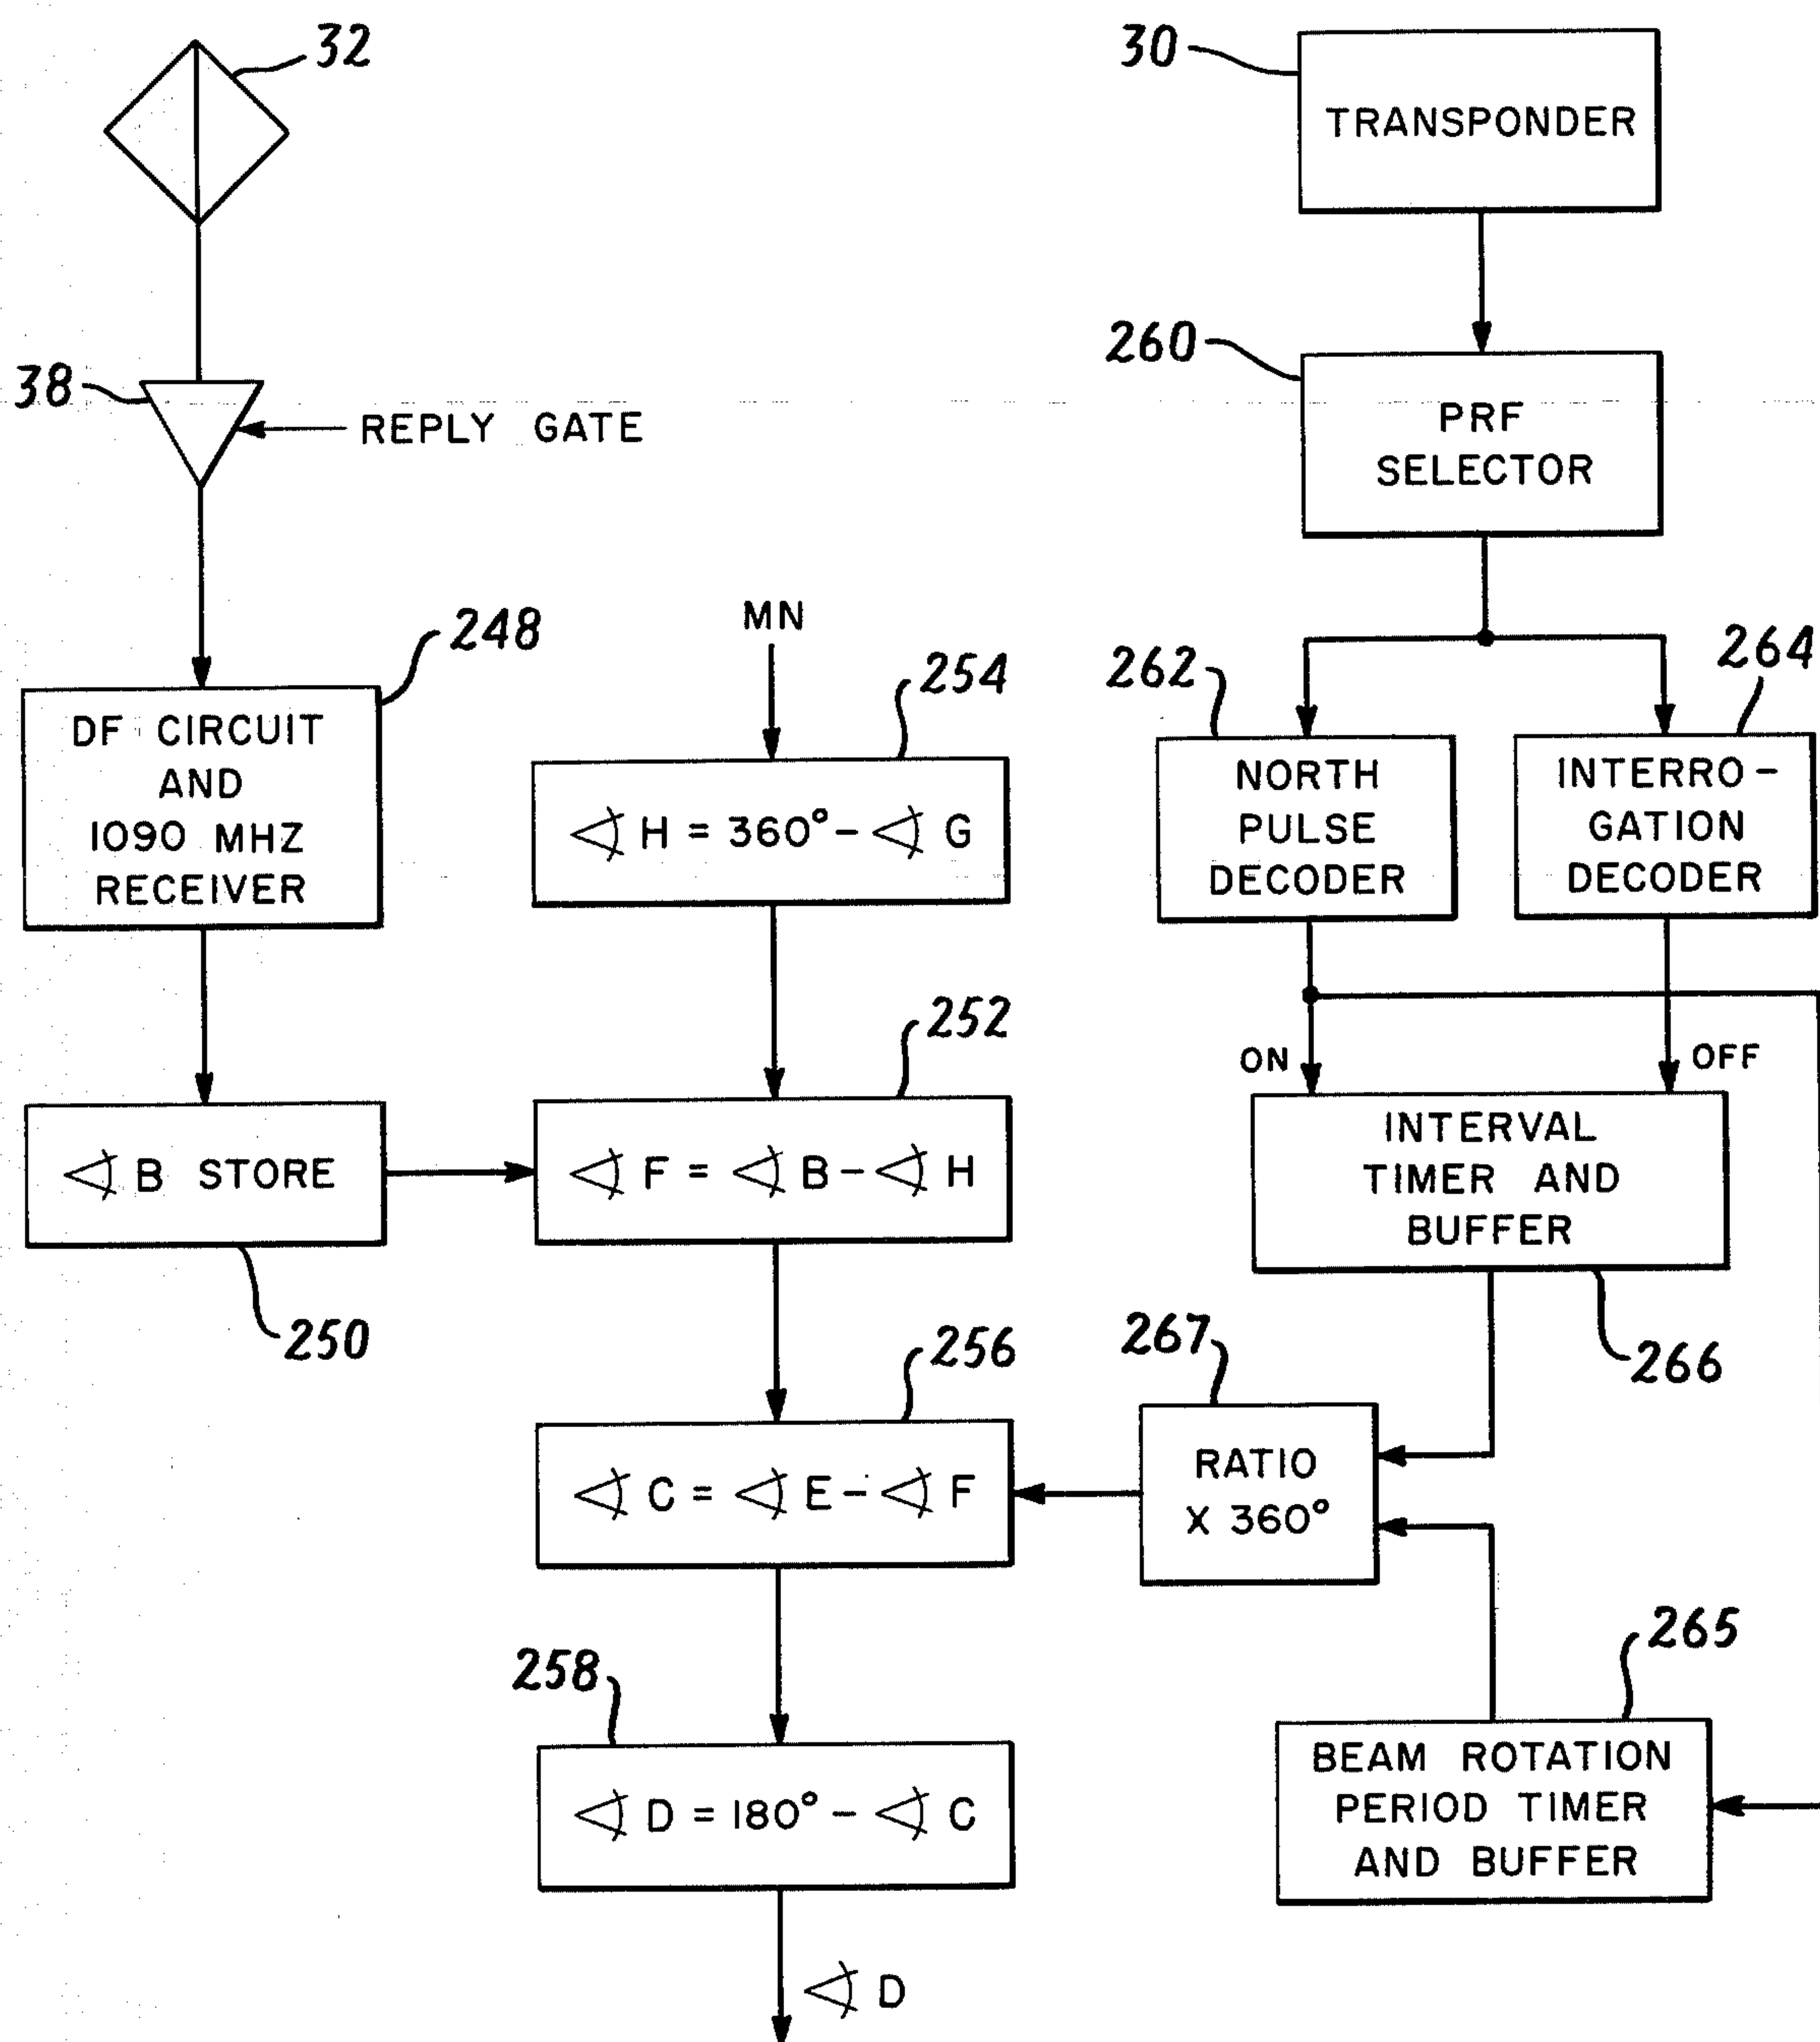 32
30
TRANSPONDER
38
REPLY GATE
260
PRF
SELECTOR
248
DF CIRCUIT
AND
1090 MHZ
RECEIVER
MN
254
∢ H = 360° - ∢ G
262
NORTH
PULSE
DECODER
264
INTERRO -
GATION
DECODER
∢ B STORE
250
252
∢ F = ∢ B - ∢ H
ON
OFF
INTERVAL
TIMER AND
BUFFER
266
256
∢ C = ∢ E - ∢ F
267
RATIO
X 360°
258
∢ D = 180° - ∢ C
265
BEAM ROTATION
PERIOD TIMER
AND BUFFER
∢ D